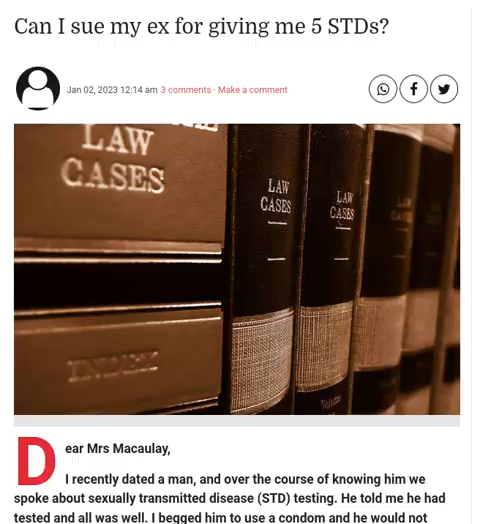 Can I sue my ex for giving me 5 STDs?
Jan 02, 2023 12:14 am 3 comments · Make a comment
LAW
CASES
INDEX
LAW
CASES
LAW
CASES
Volume
Dear Mrs Macaulay,
I recently dated a man, and over the course of knowing him we
spoke about sexually transmitted disease (STD) testing. He told me he had
tested and all was well. I begged him to use a condom and he would not